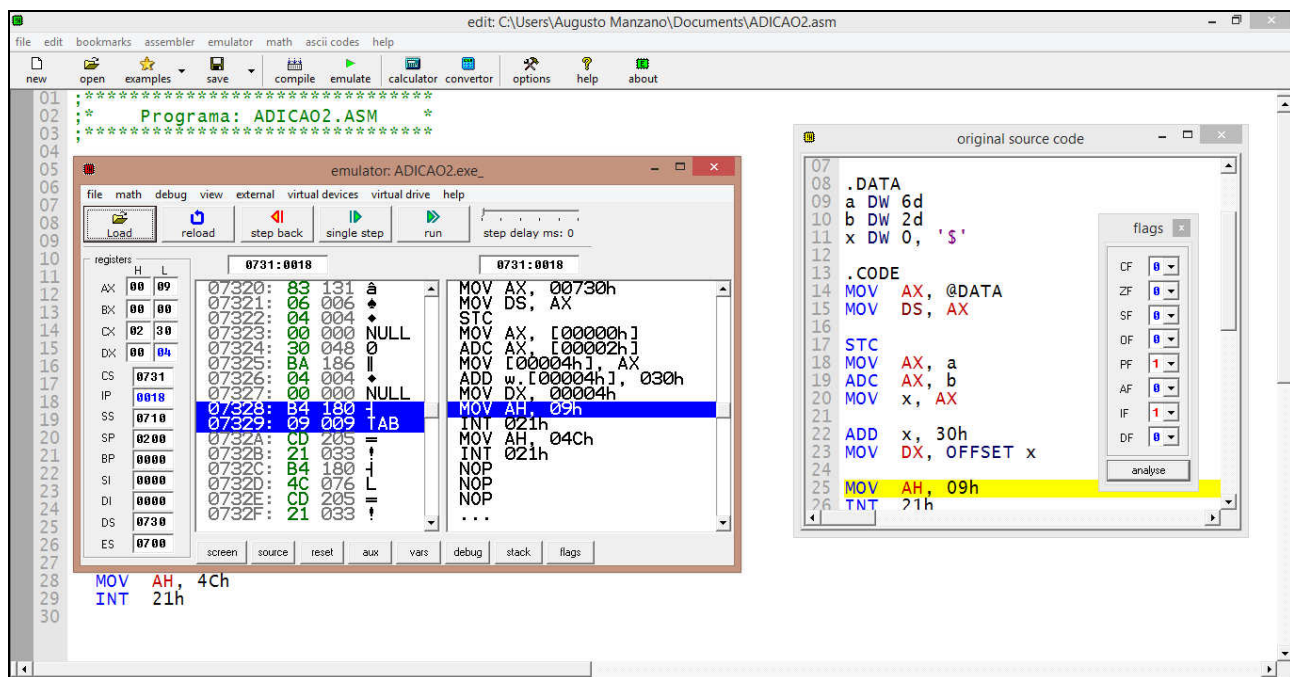 edit: C:\Users\Augusto Manzano\Documents\ADICAO2.asm
file edit bookmarks assembler emulator math ascii codes help
new open examples save compile emulate calculator convertor options help about
01 ;*******************************
02 ;* Programa: ADICAO2.ASM *
03 ;*******************************
04
05
06
07
08
09
10
11
12
13
14
15
16
17
18
19
20
21
22
23
24
25
26
27
28 MOV AH, 4Ch
29 INT 21h
30
emulator: ADICAO2.exe_
file math debug view external virtual devices virtual drive help
Load reload step back single step run step delay ms: 0
registers
H L
AX 00 09
BX 00 00
CX 02 30
DX 00 04
CS 0731
IP 0018
SS 0710
SP 0200
BP 0000
SI 0000
DI 0000
DS 0730
ES 0700
0731:0018 0731:0018
07320: 83 131 â
07321: 06 006 ♠
07322: 04 004 ♦
07323: 00 000 NULL
07324: 30 048 0
07325: BA 186 ║
07326: 04 004 ♦
07327: 00 000 NULL
07328: B4 180 ┤
07329: 09 009 TAB
0732A: CD 205 ═
0732B: 21 033 !
0732C: B4 180 ┤
0732D: 4C 076 L
0732E: CD 205 ═
0732F: 21 033 !
MOV AX, 00730h
MOV DS, AX
STC
MOV AX, [00000h]
ADC AX, [00002h]
MOV [00004h], AX
ADD w.[00004h], 030h
MOV DX, 00004h
MOV AH, 09h
INT 021h
MOV AH, 04Ch
INT 021h
NOP
NOP
NOP
...
screen source reset aux vars debug stack flags
original source code
07
08 .DATA
09 a DW 6d
10 b DW 2d
11 x DW 0, '$'
12
13 .CODE
14 MOV AX, @DATA
15 MOV DS, AX
16
17 STC
18 MOV AX, a
19 ADC AX, b
20 MOV x, AX
21
22 ADD x, 30h
23 MOV DX, OFFSET x
24
25 MOV AH, 09h
26 INT 21h
flags
CF 0
ZF 0
SF 0
OF 0
PF 1
AF 0
IF 1
DF 0
analyse